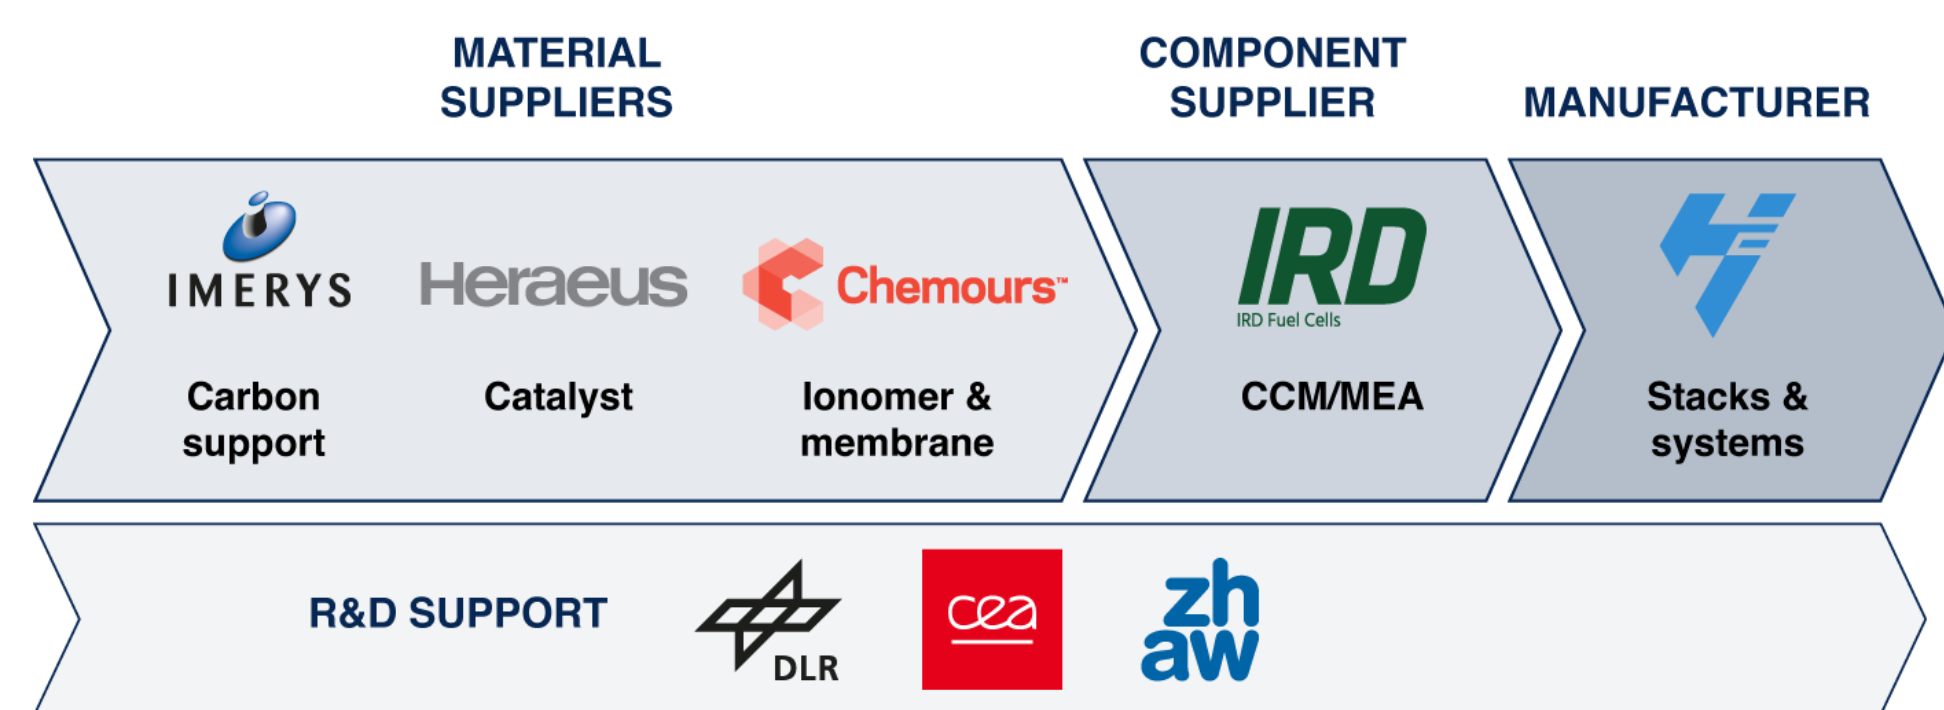 MATERIAL
SUPPLIERS
COMPONENT
SUPPLIER
MANUFACTURER
IMERYS
Heraeus
Chemours™
IRD
IRD Fuel Cells
Carbon
support
Catalyst
Ionomer &
membrane
CCM/MEA
Stacks &
systems
R&D SUPPORT
DLR
cea
zh
aw